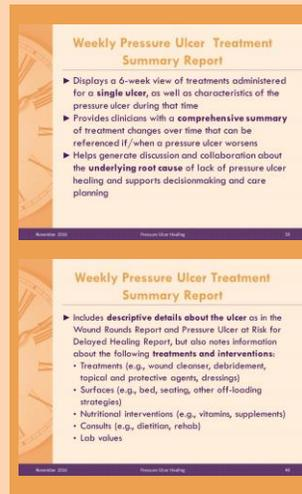 Weekly Pressure Ulcer Treatment
Summary Report
► Displays a 6-week view of treatments administered
for a single ulcer, as well as characteristics of the
pressure ulcer during that time
► Provides clinicians with a comprehensive summary
of treatment changes over time that can be
referenced if/when a pressure ulcer worsens
► Helps generate discussion and collaboration about
the underlying root cause of lack of pressure ulcer
healing and supports decisionmaking and care
planning
November 2016 Pressure Ulcer Healing
Weekly Pressure Ulcer Treatment
Summary Report
► Includes descriptive details about the ulcer as in the
Wound Rounds Report and Pressure Ulcer at Risk for
Delayed Healing Report, but also notes information
about the following treatments and interventions:
• Treatments (e.g., wound cleanser, debridement,
topical and protective agents, dressings)
• Surfaces (e.g., bed, seating, other off-loading
strategies)
• Nutritional interventions (e.g., vitamins, supplements)
• Consults (e.g., dietitian, rehab)
• Lab values
November 2016 Pressure Ulcer Healing